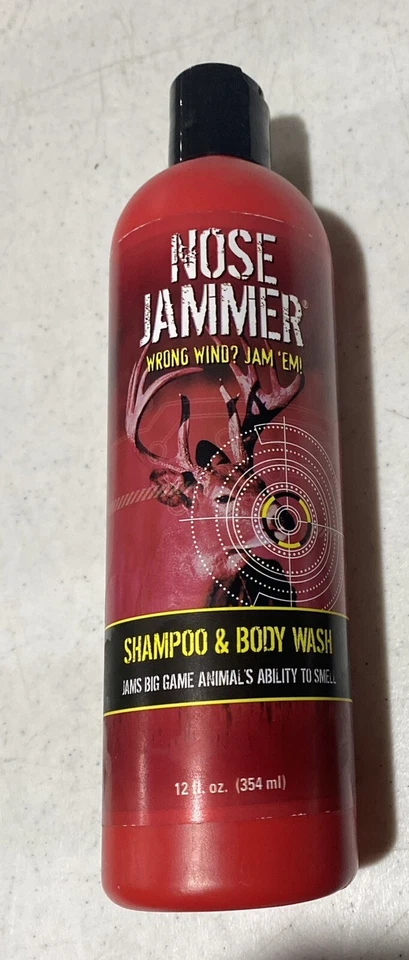 NOSE
JAMMER®
WRONG WIND? JAM 'EM!
SHAMPOO & BODY WASH
JAMS BIG GAME ANIMAL'S ABILITY TO SMELL
12 fl. oz. (354 ml)